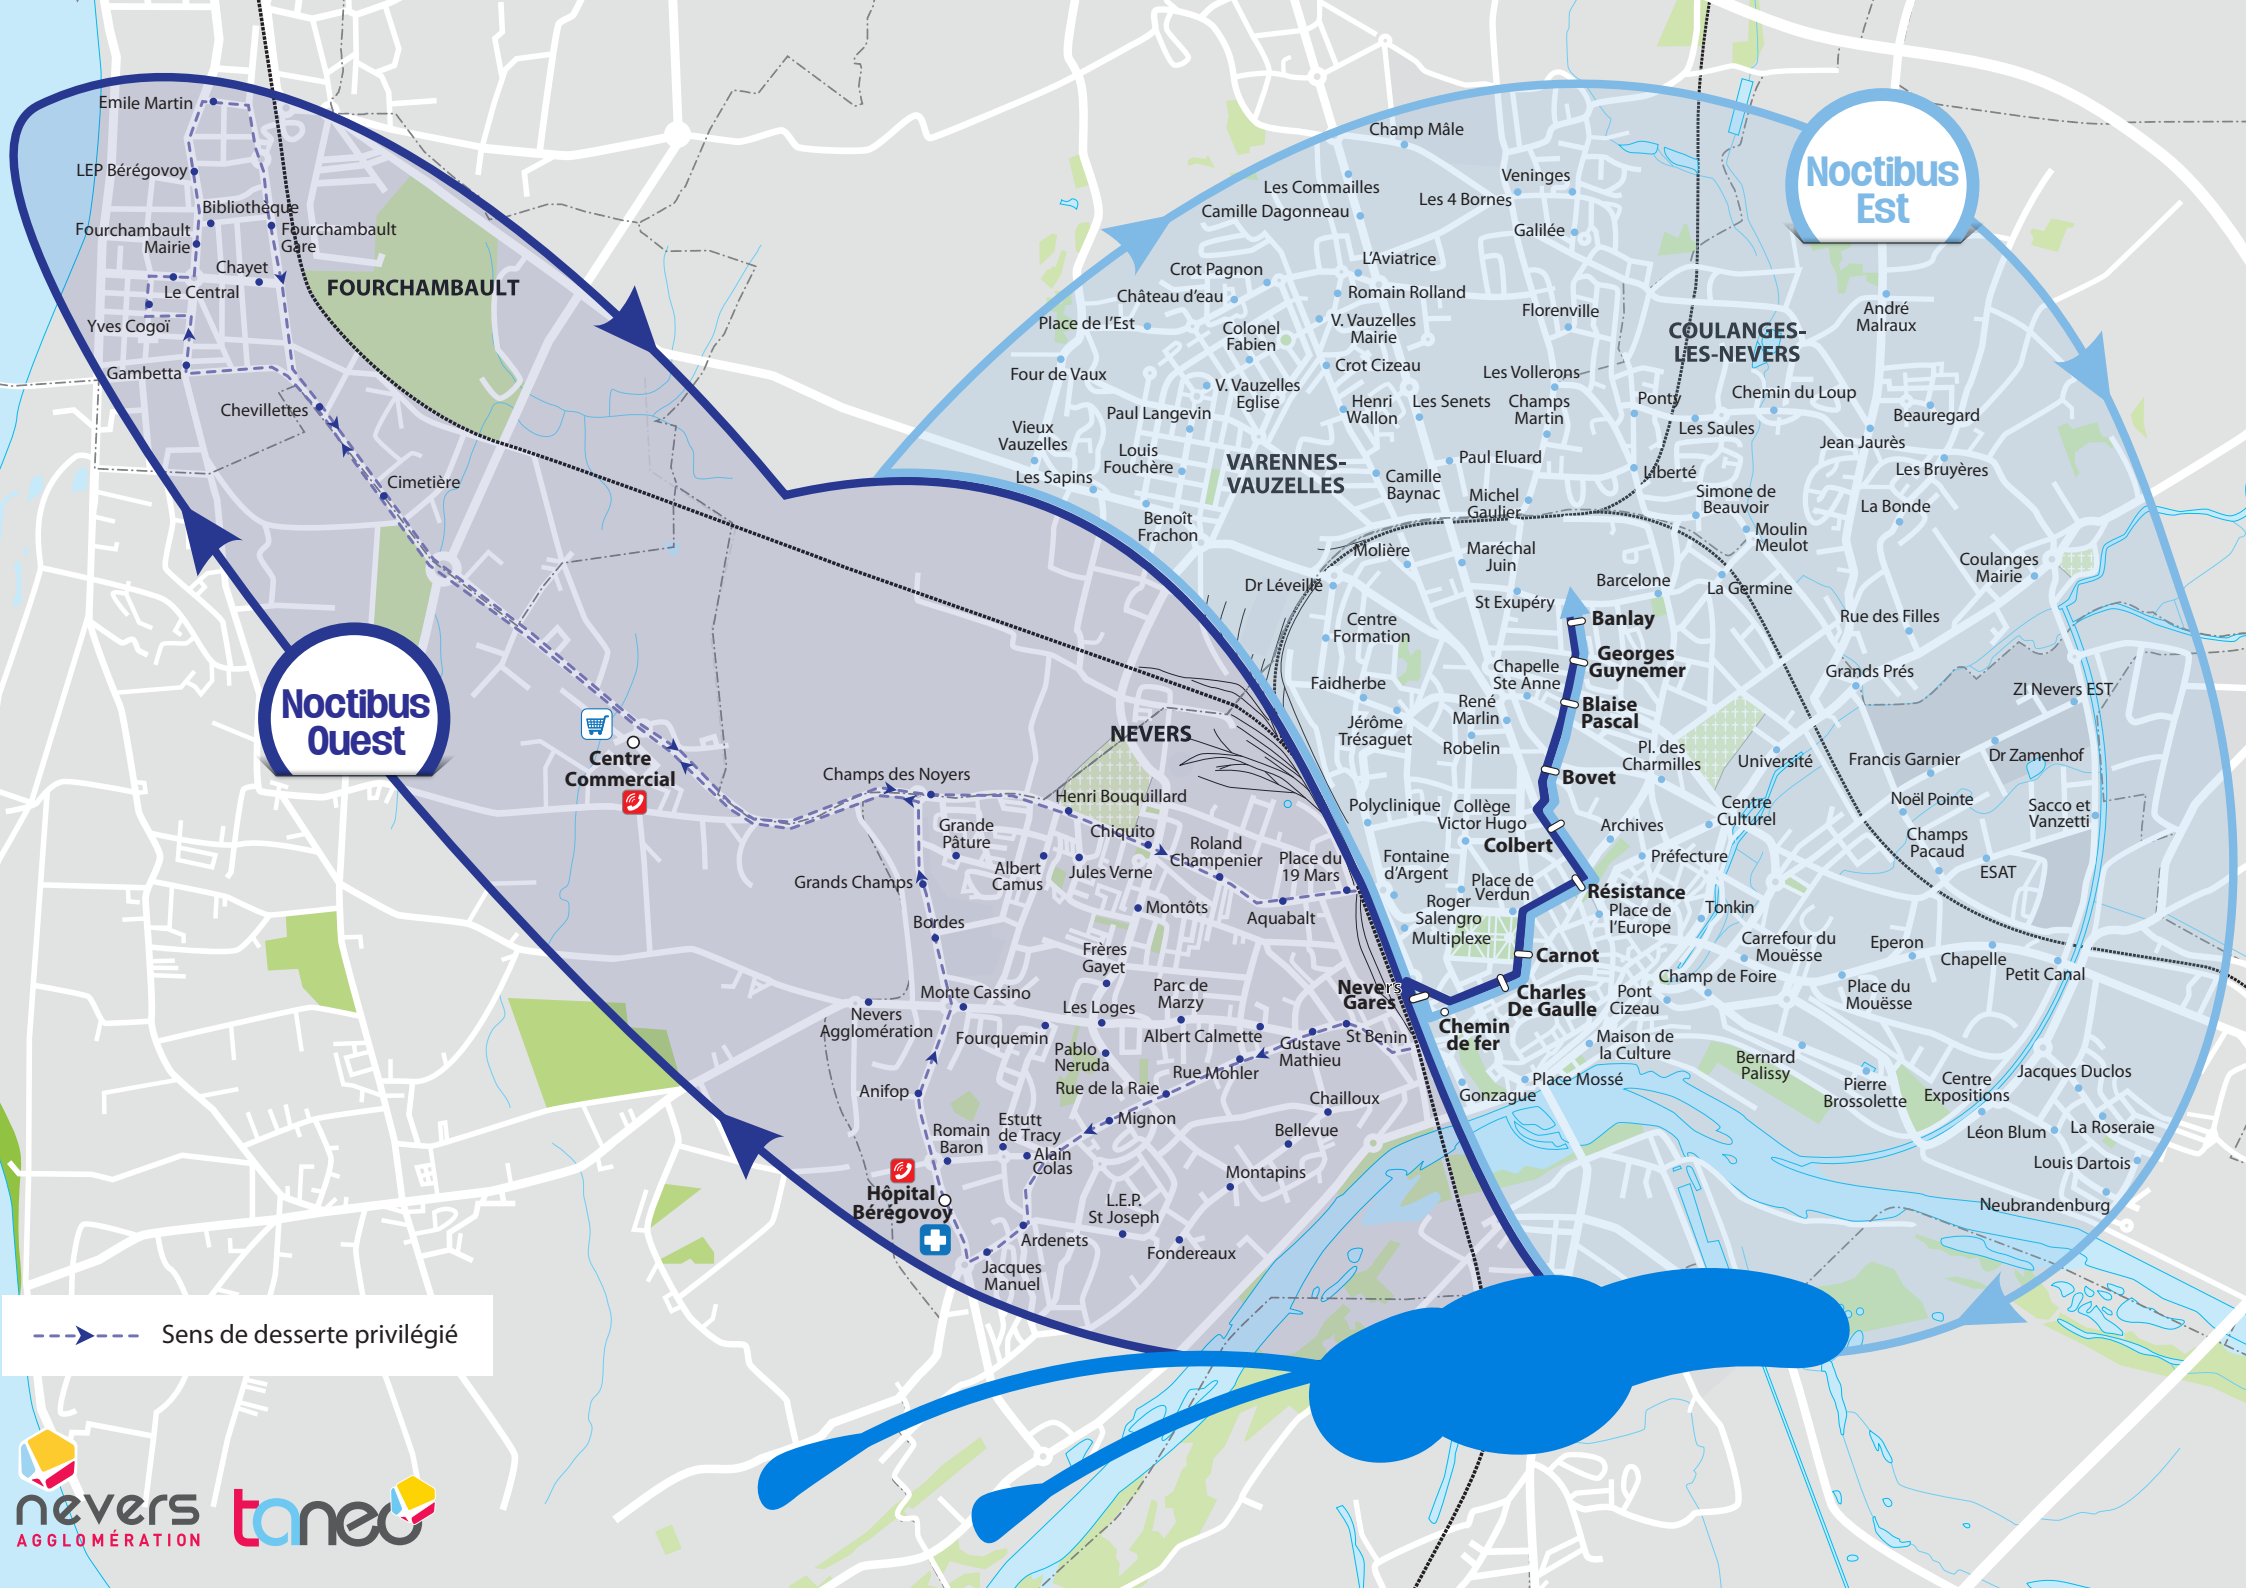 Emile Martin
LEP Bérégovoy
Bibliothèque
Fourchambault
Mairie
Fourchambault
Gare
Chayet
Le Central
Yves Cogoï
Gambetta
Chevillettes
Cimetière
FOURCHAMBAULT
Noctibus
Ouest
Centre
Commercial
Champs des Noyers
NEVERS
Henri Bouquillard
Chiquito
Grande
Pâture
Albert
Camus
Jules Verne
Roland
Champenier
Place du
19 Mars
Grands Champs
Montôts
Aquabalt
Bordes
Frères
Gayet
Monte Cassino
Nevers
Agglomération
Parc de
Marzy
Les Loges
Fourquemin
Albert Calmette
Gustave
Mathieu
St Benin
Pablo
Neruda
Rue Mohler
Rue de la Raie
Anifop
Mignon
Chailloux
Bellevue
Estutt
de Tracy
Romain
Baron
Alain
Colas
Montapins
Hôpital
Bérégovoy
L.E.P.
St Joseph
Ardenets
Fondereaux
Jacques
Manuel
Noctibus
Est
Champ Mâle
Les Commailles
Veninges
Les 4 Bornes
Camille Dagonneau
Galilée
L'Aviatrice
Crot Pagnon
Château d'eau
Romain Rolland
Place de l'Est
Colonel
Fabien
V. Vauzelles
Mairie
Florenville
COULANGES-
LES-NEVERS
André
Malraux
Four de Vaux
Crot Cizeau
V. Vauzelles
Eglise
Les Vollerons
Paul Langevin
Henri
Wallon
Les Senets
Champs
Martin
Ponty
Chemin du Loup
Beauregard
Vieux
Vauzelles
Les Saules
Jean Jaurès
Louis
Fouchère
VARENNES-
VAUZELLES
Paul Eluard
Les Bruyères
Les Sapins
Camille
Baynac
Liberté
Michel
Gaulier
Simone de
Beauvoir
La Bonde
Benoît
Frachon
Moulin
Meulot
Molière
Maréchal
Juin
Coulanges
Mairie
Dr Léveillé
Barcelone
La Germine
St Exupéry
Banlay
Rue des Filles
Centre
Formation
Georges
Guynemer
Chapelle
Ste Anne
Grands Prés
Faidherbe
ZI Nevers EST
René
Marlin
Blaise
Pascal
Jérôme
Trésaguet
Robelin
Pl. des
Charmilles
Université
Francis Garnier
Dr Zamenhof
Bovet
Polyclinique
Collège
Victor Hugo
Centre
Culturel
Noël Pointe
Sacco et
Vanzetti
Colbert
Archives
Champs
Pacaud
Fontaine
d'Argent
Préfecture
ESAT
Place de
Verdun
Résistance
Roger
Salengro
Place de
l'Europe
Tonkin
Multiplexe
Carnot
Carrefour du
Mouësse
Eperon
Chapelle
Petit Canal
Champ de Foire
Nevers
Gares
Charles
De Gaulle
Pont
Cizeau
Place du
Mouësse
Chemin
de fer
Maison de
la Culture
Bernard
Palissy
Gonzague
Place Mossé
Pierre
Brossolette
Centre
Expositions
Jacques Duclos
Léon Blum
La Roseraie
Louis Dartois
Neubrandenburg
Sens de desserte privilégié
nevers
AGGLOMÉRATION
taneo